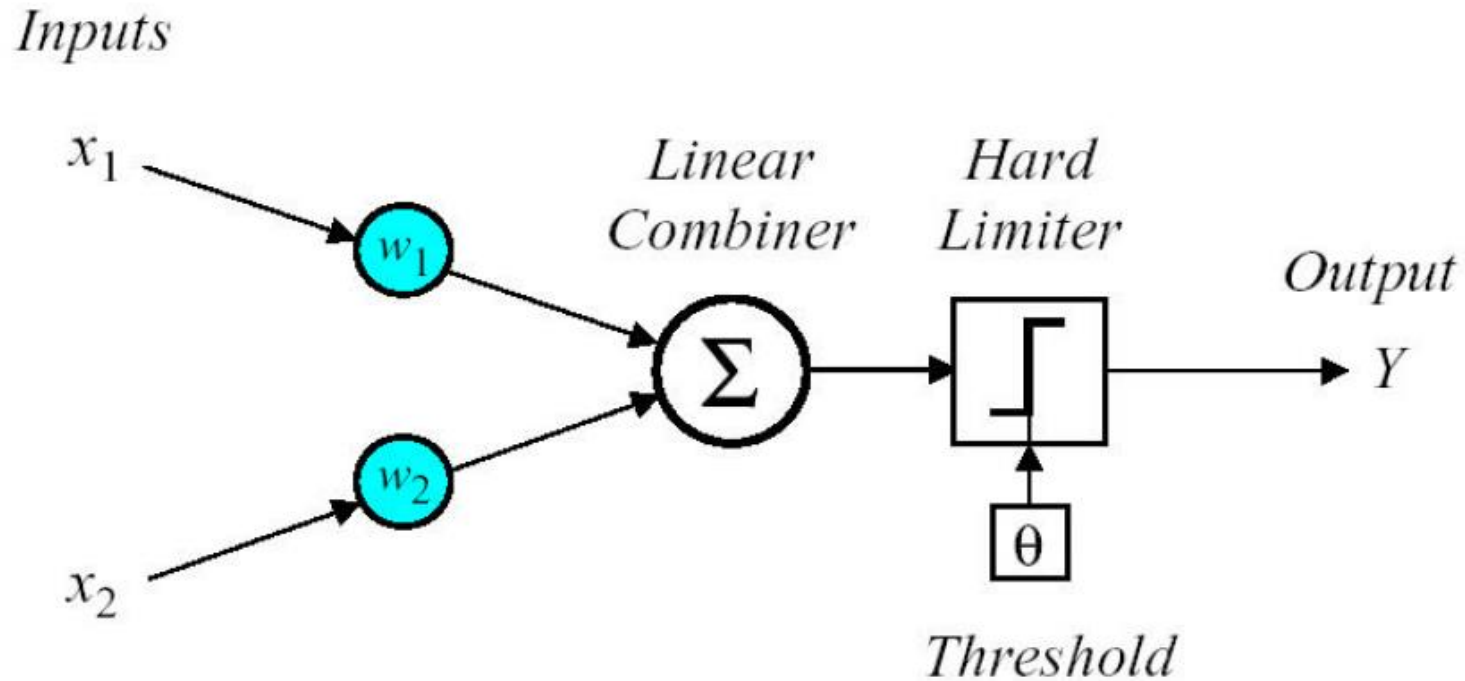 Inputs
x₁
Linear
Combiner
Hard
Limiter
w₁
Output
Σ
Y
w₂
θ
x₂
Threshold